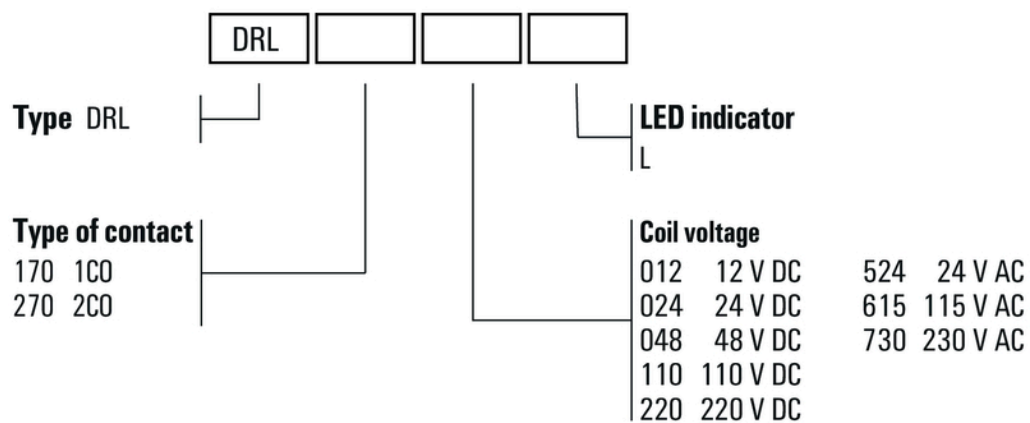 DRL
Type DRL
LED indicator
L
Type of contact
170 1CO
270 2CO
Coil voltage
012 12 V DC 524 24 V AC
024 24 V DC 615 115 V AC
048 48 V DC 730 230 V AC
110 110 V DC
220 220 V DC